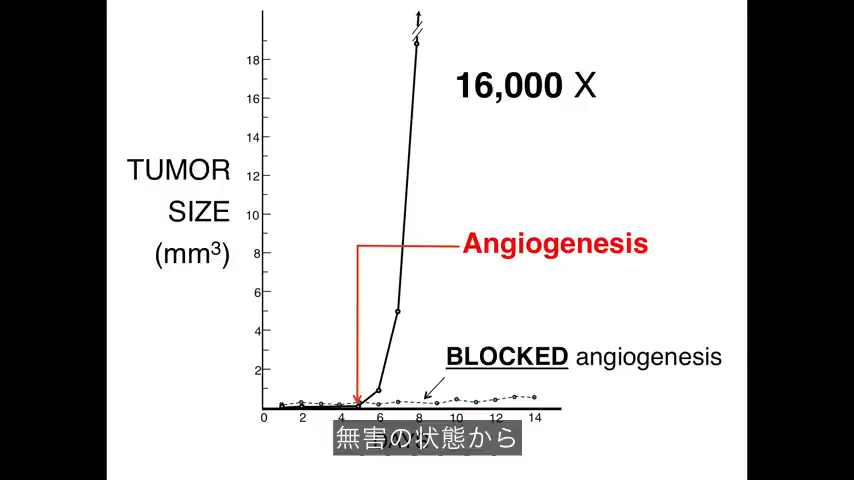 16,000 X
TUMOR
SIZE
(mm³)
18
16
14
12
10
8
6
4
2
Angiogenesis
BLOCKED angiogenesis
0 2 4 6 8 10 12 14
無害の状態から